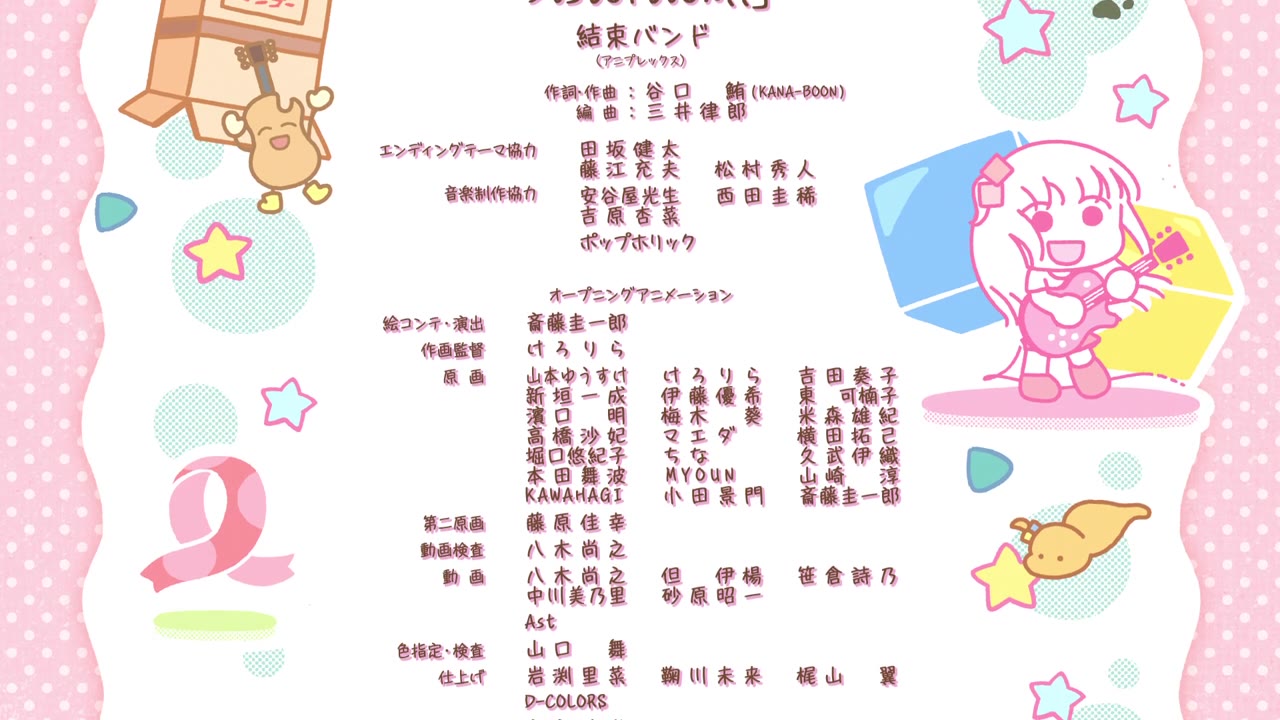 結束バンド
(アニプレックス)
作詞・作曲 : 谷口 鮪(KANA-BOON)
編曲 : 三井律郎
エンディングテーマ協力 田坂健太
藤江充夫 松村秀人
音楽制作協力 安谷屋光生 西田圭稀
吉原杏菜
ポップホリック
オープニングアニメーション
絵コンテ・演出 斎藤圭一郎
作画監督 けろりら
原画 山本ゆうすけ けろりら 吉田奏子
新垣一成 伊藤優希 東 可楠子
濱口 明 梅木 葵 米森雄紀
高橋沙妃 マエダ 横田拓己
堀口悠紀子 ちな 久武伊織
本田舞波 MYOUN 山崎 淳
KAWAHAGI 小田景門 斎藤圭一郎
第二原画 藤原佳幸
動画検査 八木尚之
動画 八木尚之 但 伊楊 笹倉詩乃
中川美乃里 砂原昭一
Ast
色指定・検査 山口 舞
仕上げ 岩渕里菜 鞠川未来 梶山 翼
D-COLORS